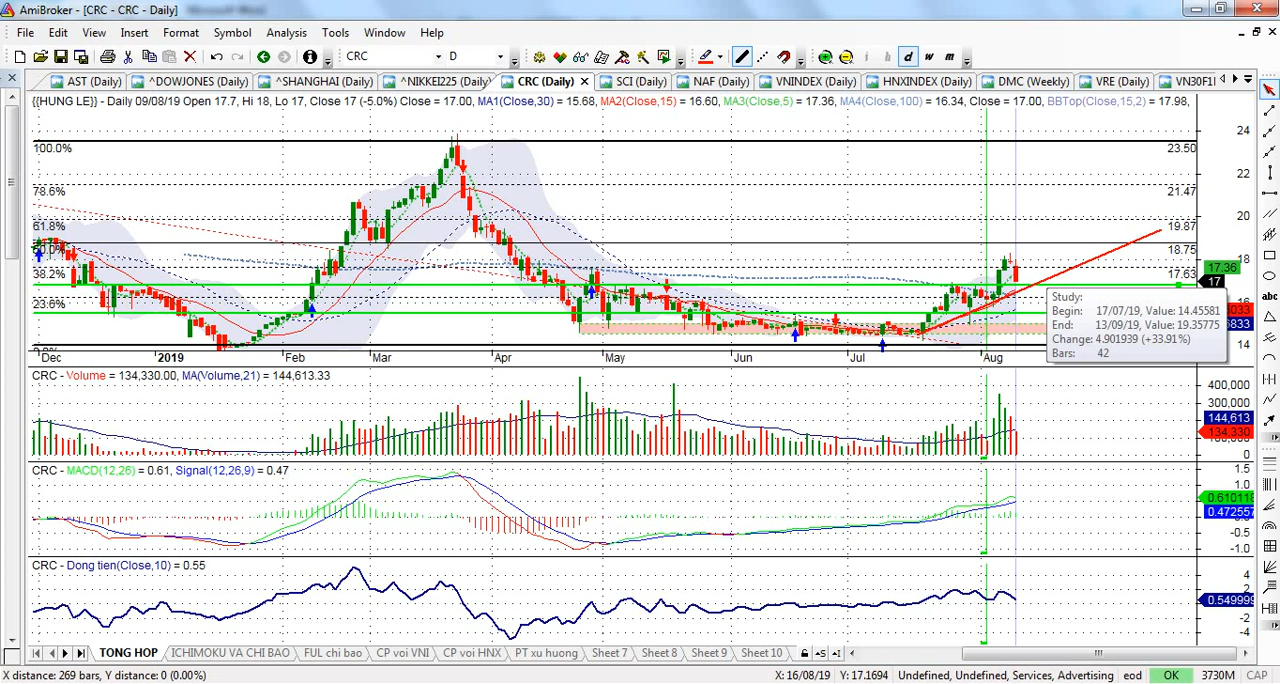 AmiBroker - [CRC - CRC - Daily]
File Edit View Insert Format Symbol Analysis Tools Window Help
CRC D i h d w m
AST (Daily) ^DOWJONES (Daily) ^SHANGHAI (Daily) ^NIKKEI225 (Daily) CRC (Daily) SCI (Daily) NAF (Daily) VNINDEX (Daily) HNXINDEX (Daily) DMC (Weekly) VRE (Daily) VN30F1I
{{HUNG LE}} - Daily 09/08/19 Open 17.7, Hi 18, Lo 17, Close 17 (-5.0%) Close = 17.00, MA1(Close,30) = 15.68, MA2(Close,15) = 16.60, MA3(Close,5) = 17.36, MA4(Close,100) = 16.34, Close = 17.00, BBTop(Close,15,2) = 17.98,
24
100.0% 23.50
22
78.6% 21.47
20
61.8% 19.87
50.0% 18.75
18
17.36
38.2% 17.63
17
16
23.6%
14
Study:
Begin: 17/07/19, Value: 14.45581
End: 13/09/19, Value: 19.35775
Change: 4.901939 (+33.91%)
Bars: 42
Dec 2019 Feb Mar Apr May Jun Jul Aug
CRC - Volume = 134,330.00, MA(Volume,21) = 144,613.33
400,000
300,000
144,613
134,330
0
CRC - MACD(12,26) = 0.61, Signal(12,26,9) = 0.47
1.5
1.0
0.610118
0.472557
-0.5
-1.0
CRC - Dong tien(Close,10) = 0.55
4
2
0.549999
-2
-4
TONG HOP ICHIMOKU VA CHI BAO FUL chi bao CP voi VNI CP voi HNX PT xu huong Sheet 7 Sheet 8 Sheet 9 Sheet 10
X distance: 269 bars, Y distance: 0 (0.00%) X: 16/08/19 Y: 17.1694 Undefined, Undefined, Services, Advertising eod OK 3730M CAP
abc